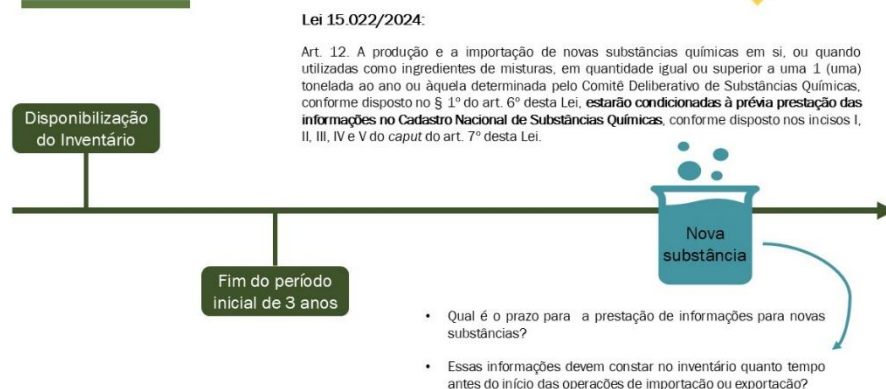 Lei 15.022/2024:
Art. 12. A produção e a importação de novas substâncias químicas em si, ou quando
utilizadas como ingredientes de misturas, em quantidade igual ou superior a uma 1 (uma)
tonelada ao ano ou àquela determinada pelo Comitê Deliberativo de Substâncias Químicas,
conforme disposto no § 1º do art. 6º desta Lei, estarão condicionadas à prévia prestação das
informações no Cadastro Nacional de Substâncias Químicas, conforme disposto nos incisos I,
II, III, IV e V do caput do art. 7º desta Lei.
Disponibilização
do Inventário
Nova
substância
Fim do período
inicial de 3 anos
• Qual é o prazo para a prestação de informações para novas
substâncias?
• Essas informações devem constar no inventário quanto tempo
antes do início das operações de importação ou exportação?